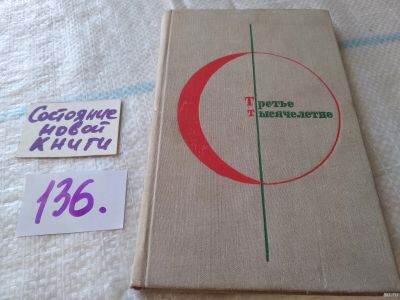 Состояние
новой
книги
136.
Третье
тысячелетие